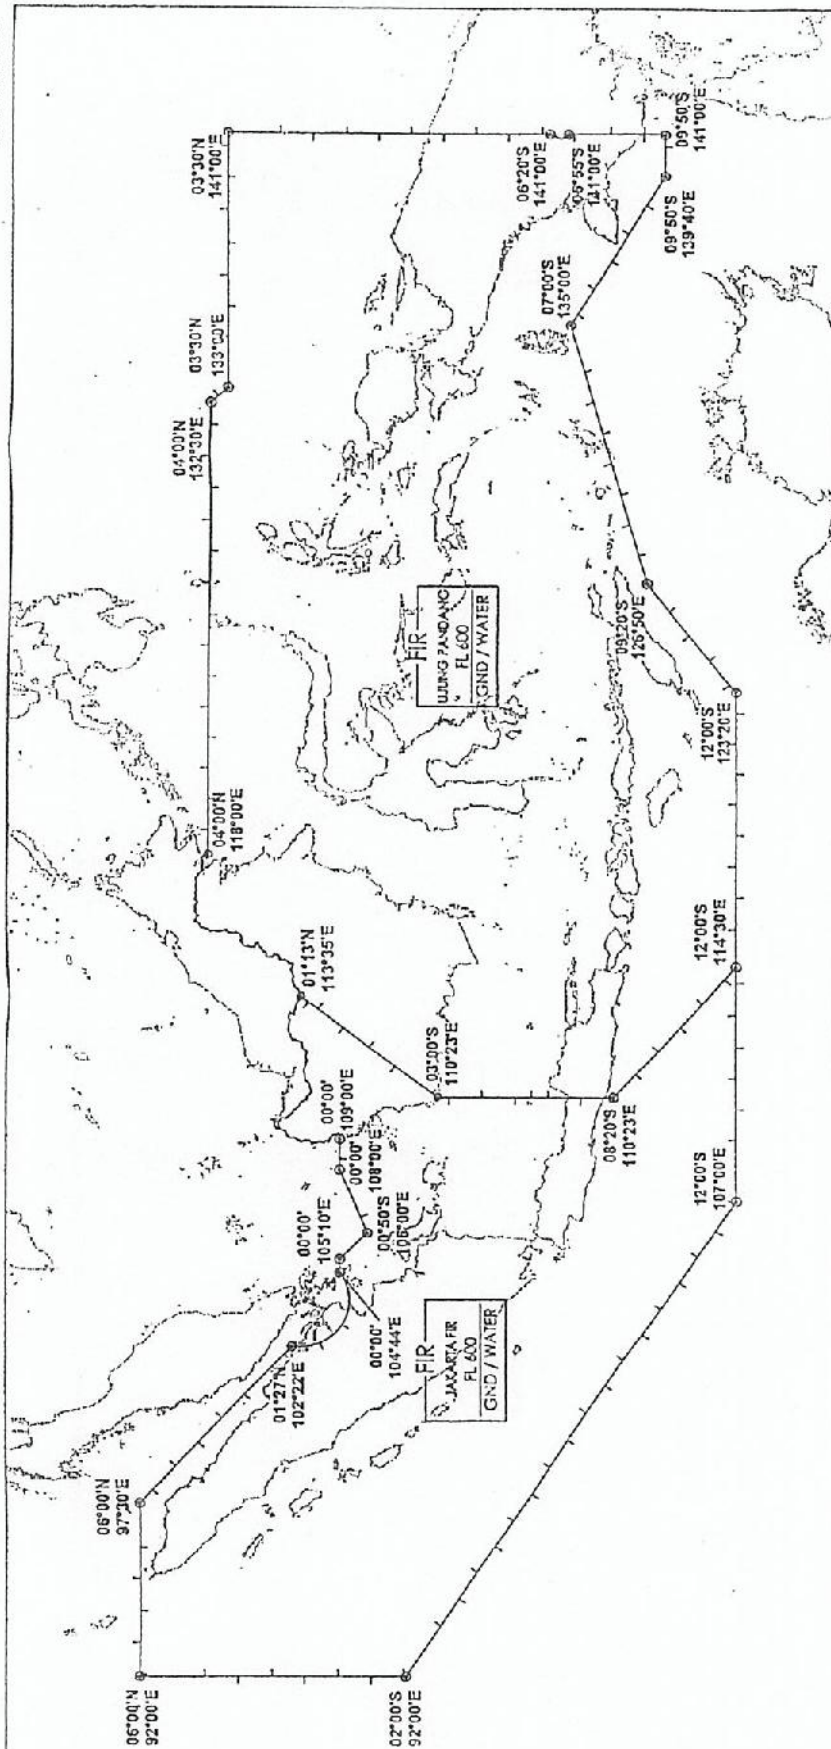 06°00'N
92°00'E
02°00'S
92°00'E
06°00'N
97°30'E
01°27'N
102°22'E
00°00'
104°44'E
FIR
JAKARTA FIR
FL 600
GND / WATER
00°00'
105°10'E
00°50'S
106°00'E
00°00'
108°00'E
00°00'
109°00'E
12°00'S
107°00'E
08°20'S
110°23'E
03°00'S
110°23'E
01°13'N
113°35'E
12°00'S
114°30'E
04°00'N
118°00'E
12°00'S
123°20'E
FIR
UJUNG PANDANG
FL 600
GND / WATER
09°20'S
126°50'E
04°00'N
132°30'E
03°30'N
133°00'E
07°00'S
135°00'E
09°50'S
139°40'E
03°30'N
141°00'E
06°20'S
141°00'E
06°55'S
141°00'E
09°50'S
141°00'E